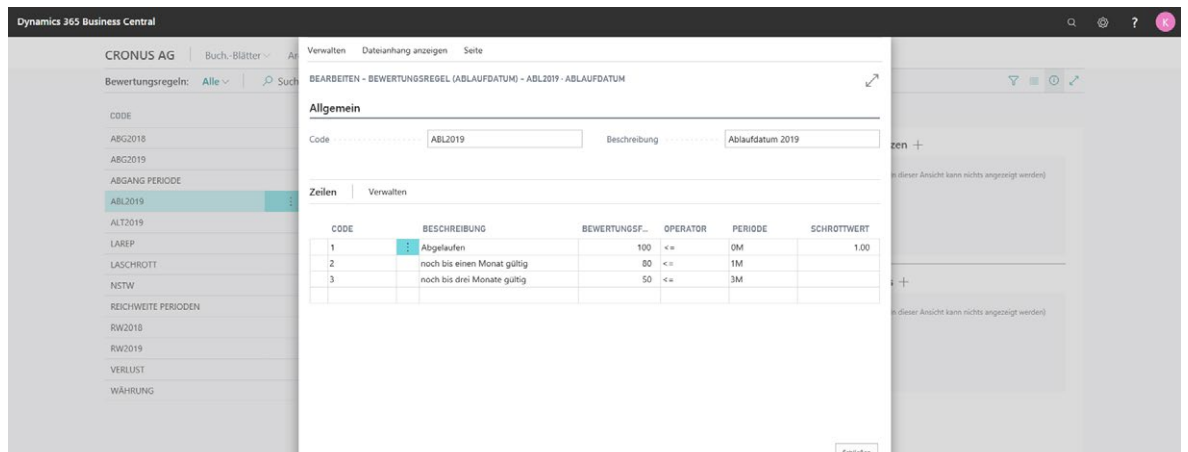 Dynamics 365 Business Central
?
K
CRONUS AG
Buch.-Blätter
Bewertungsregeln: Alle
CODE
ABG2018
ABG2019
ABGANG PERIODE
ABL2019
ALT2019
LAREP
LASCHROTT
NSTW
REICHWEITE PERIODEN
RW2018
RW2019
VERLUST
WÄHRUNG
Verwalten Dateianhang anzeigen Seite
BEARBEITEN - BEWERTUNGSREGEL (ABLAUFDATUM) - ABL2019 · ABLAUFDATUM
Allgemein
Code ABL2019 Beschreibung Ablaufdatum 2019
Zeilen Verwalten
CODE BESCHREIBUNG BEWERTUNGSF... OPERATOR PERIODE SCHROTTWERT
1 Abgelaufen 100 <= 0M 1.00
2 noch bis einen Monat gültig 80 <= 1M
3 noch bis drei Monate gültig 50 <= 3M
zen +
dieser Ansicht kann nichts angezeigt werden)
+
dieser Ansicht kann nichts angezeigt werden)